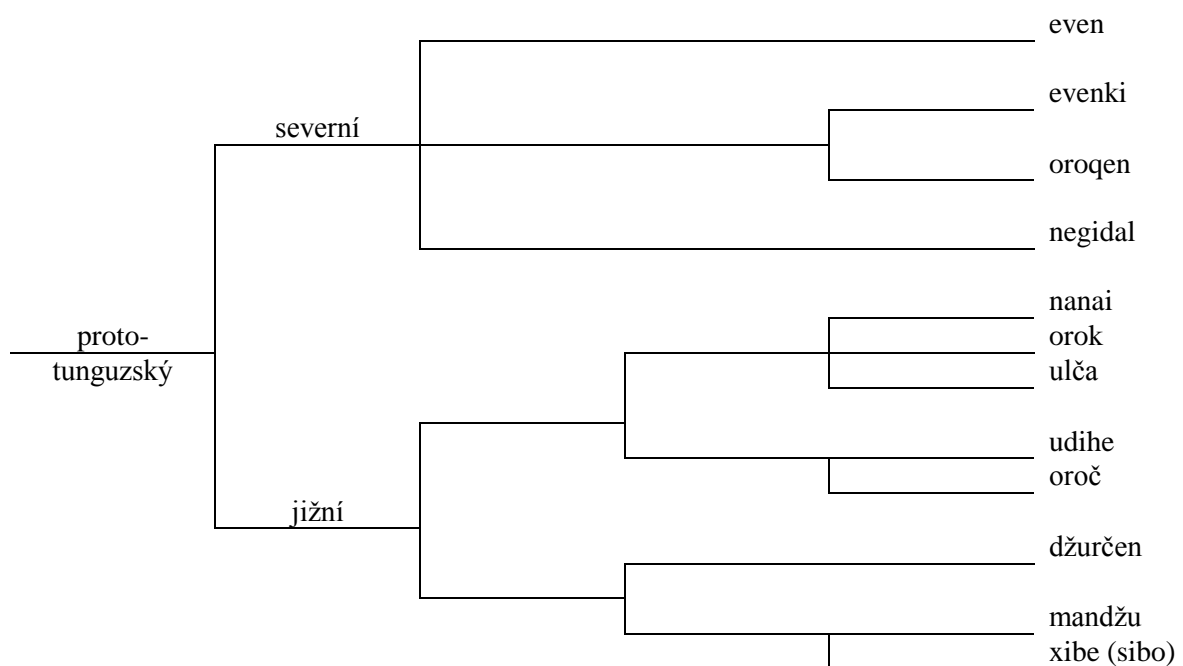 even
evenki
severní
oroqen
negidal
nanai
proto-
orok
tunguzský
ulča
udihe
oroč
jižní
džurčen
mandžu
xibe (sibo)